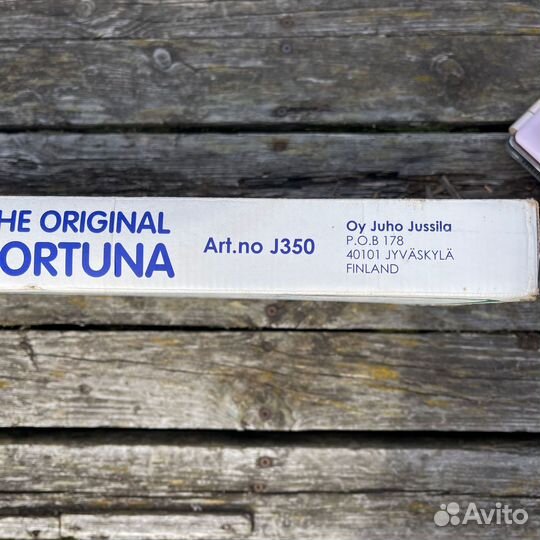 HE ORIGINAL
ORTUNA
Art.no J350
Oy Juho Jussila
P.O.B 178
40101 JYVÄSKYLÄ
FINLAND
Avito